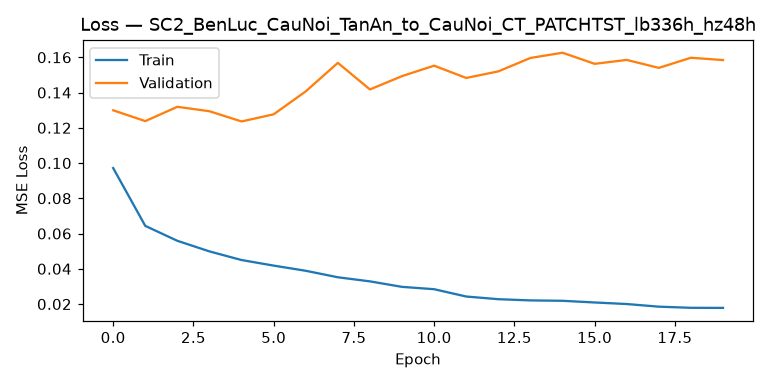 Loss — SC2_BenLuc_CauNoi_TanAn_to_CauNoi_CT_PATCHTST_lb336h_hz48h
Train
Validation
MSE Loss
0.16
0.14
0.12
0.10
0.08
0.06
0.04
0.02
0.0 2.5 5.0 7.5 10.0 12.5 15.0 17.5
Epoch